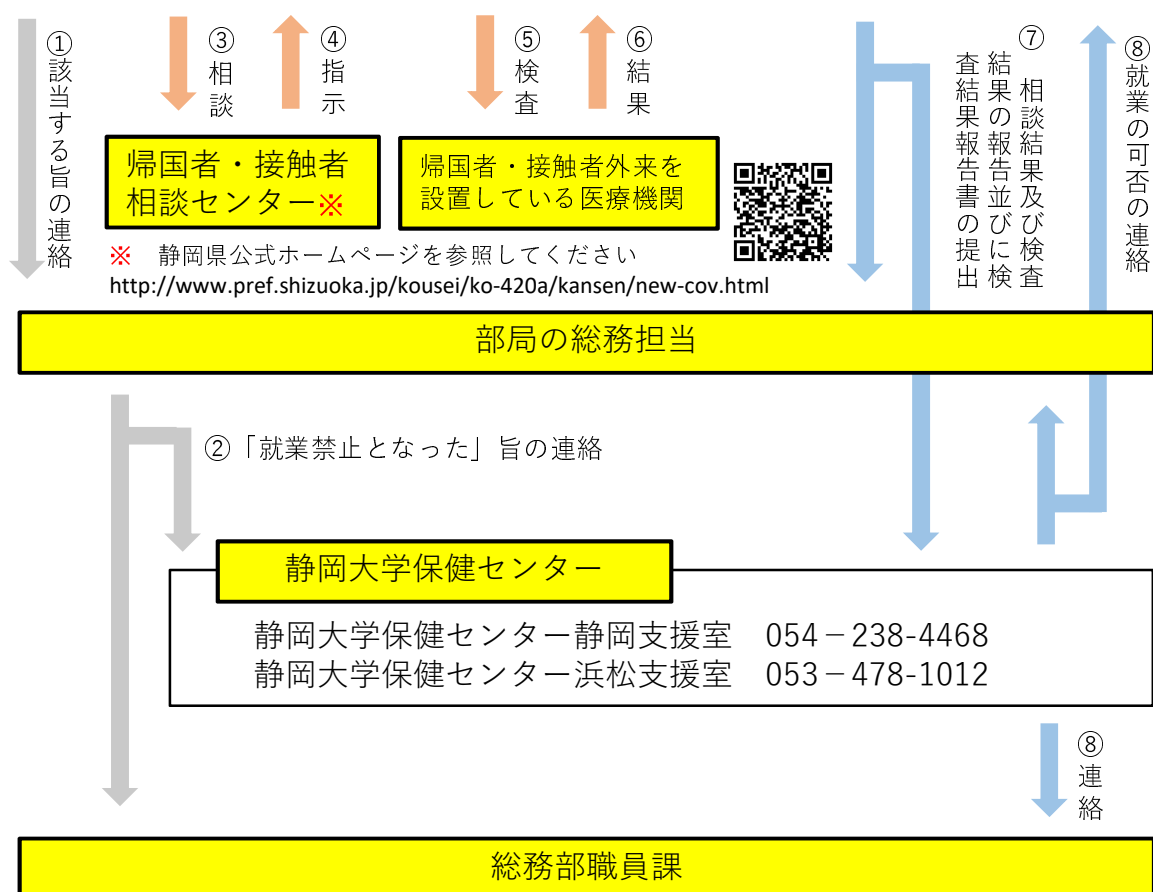 ①該当する旨の連絡
③相談
④指示
⑤検査
⑥結果
⑦ 相談結果及び検査
結果の報告並びに検
査結果報告書の提出
⑧就業の可否の連絡
帰国者・接触者
相談センター※
帰国者・接触者外来を
設置している医療機関
※ 静岡県公式ホームページを参照してください
http://www.pref.shizuoka.jp/kousei/ko-420a/kansen/new-cov.html
部局の総務担当
②「就業禁止となった」旨の連絡
静岡大学保健センター
静岡大学保健センター静岡支援室 054－238-4468
静岡大学保健センター浜松支援室 053－478-1012
⑧連絡
総務部職員課